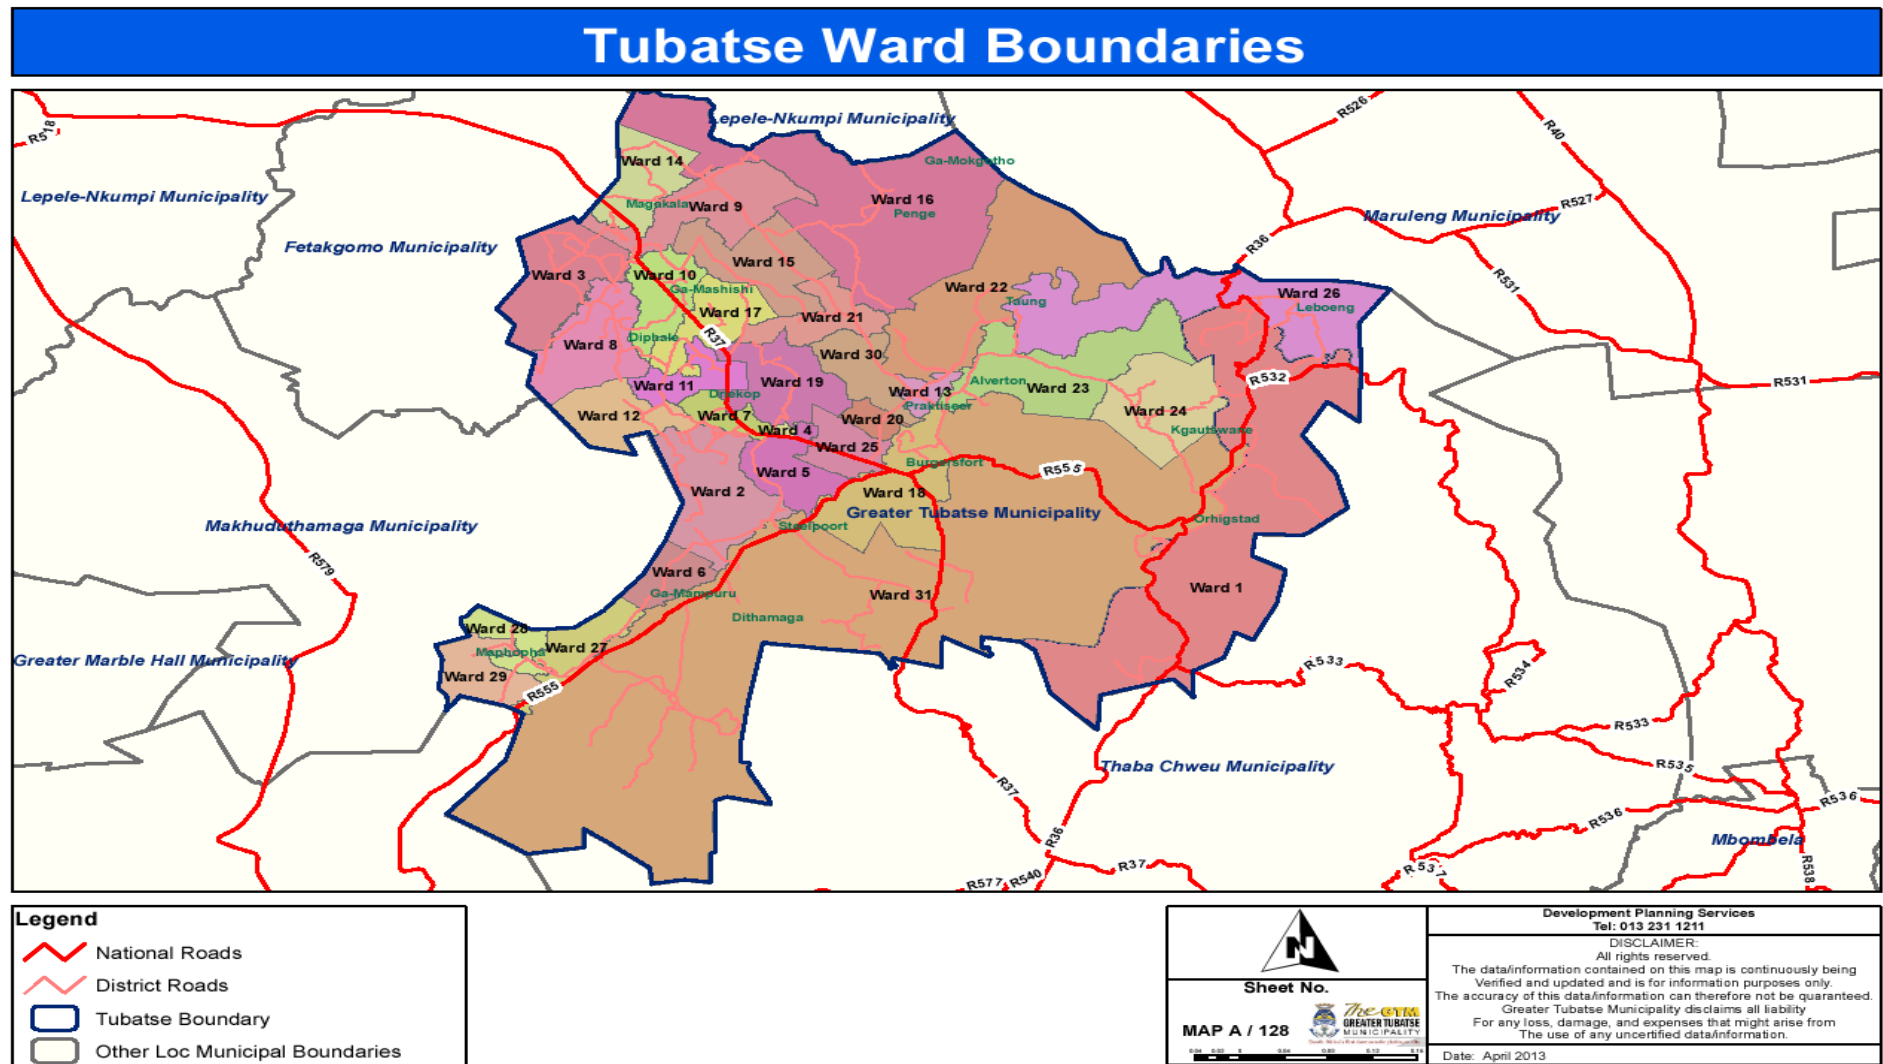 Tubatse Ward Boundaries
R518
R526
R40
Lepele-Nkumpi Municipality
Ward 14
Ga-Mokgotho
Lepele-Nkumpi Municipality
Magakala
Ward 9
Ward 16
Penge
R527
Maruleng Municipality
Fetakgomo Municipality
R36
Ward 3
Ward 10
Ward 15
R531
Ga-Mashishi
Ward 22
Taung
Ward 26
Leboeng
Ward 17
Ward 21
R37
Diphale
Ward 8
Ward 30
R532
R531
Ward 11
Ward 19
Driekop
Ward 13
Alverton
Ward 23
Praktiseer
Ward 12
Ward 7
Ward 20
Ward 24
Kgautswane
Ward 4
Ward 25
Ward 5
Burgersfort
R555
Ward 2
Ward 18
Greater Tubatse Municipality
Steelpoort
Orhigstad
Makhuduthamaga Municipality
R579
Ward 6
Ga-Mampuru
Ward 31
Ward 1
Dithamaga
Ward 28
Maphopha
Ward 27
Greater Marble Hall Municipality
Ward 29
R555
R533
R534
R533
Thaba Chweu Municipality
R535
R37
R536
R536
R36
Mbombela
R37
R577
R540
R537
R538
Legend
National Roads
District Roads
Tubatse Boundary
Other Loc Municipal Boundaries
N
Sheet No.
MAP A / 128
The GTM
GREATER TUBATSE
MUNICIPALITY
Development Planning Services
Tel: 013 231 1211
DISCLAIMER:
All rights reserved.
The data/information contained on this map is continuously being
Verified and updated and is for information purposes only.
The accuracy of this data/information can therefore not be quaranteed.
Greater Tubatse Municipality disclaims all liability
For any loss, damage, and expenses that might arise from
The use of any uncertified data/information.
Date: April 2013